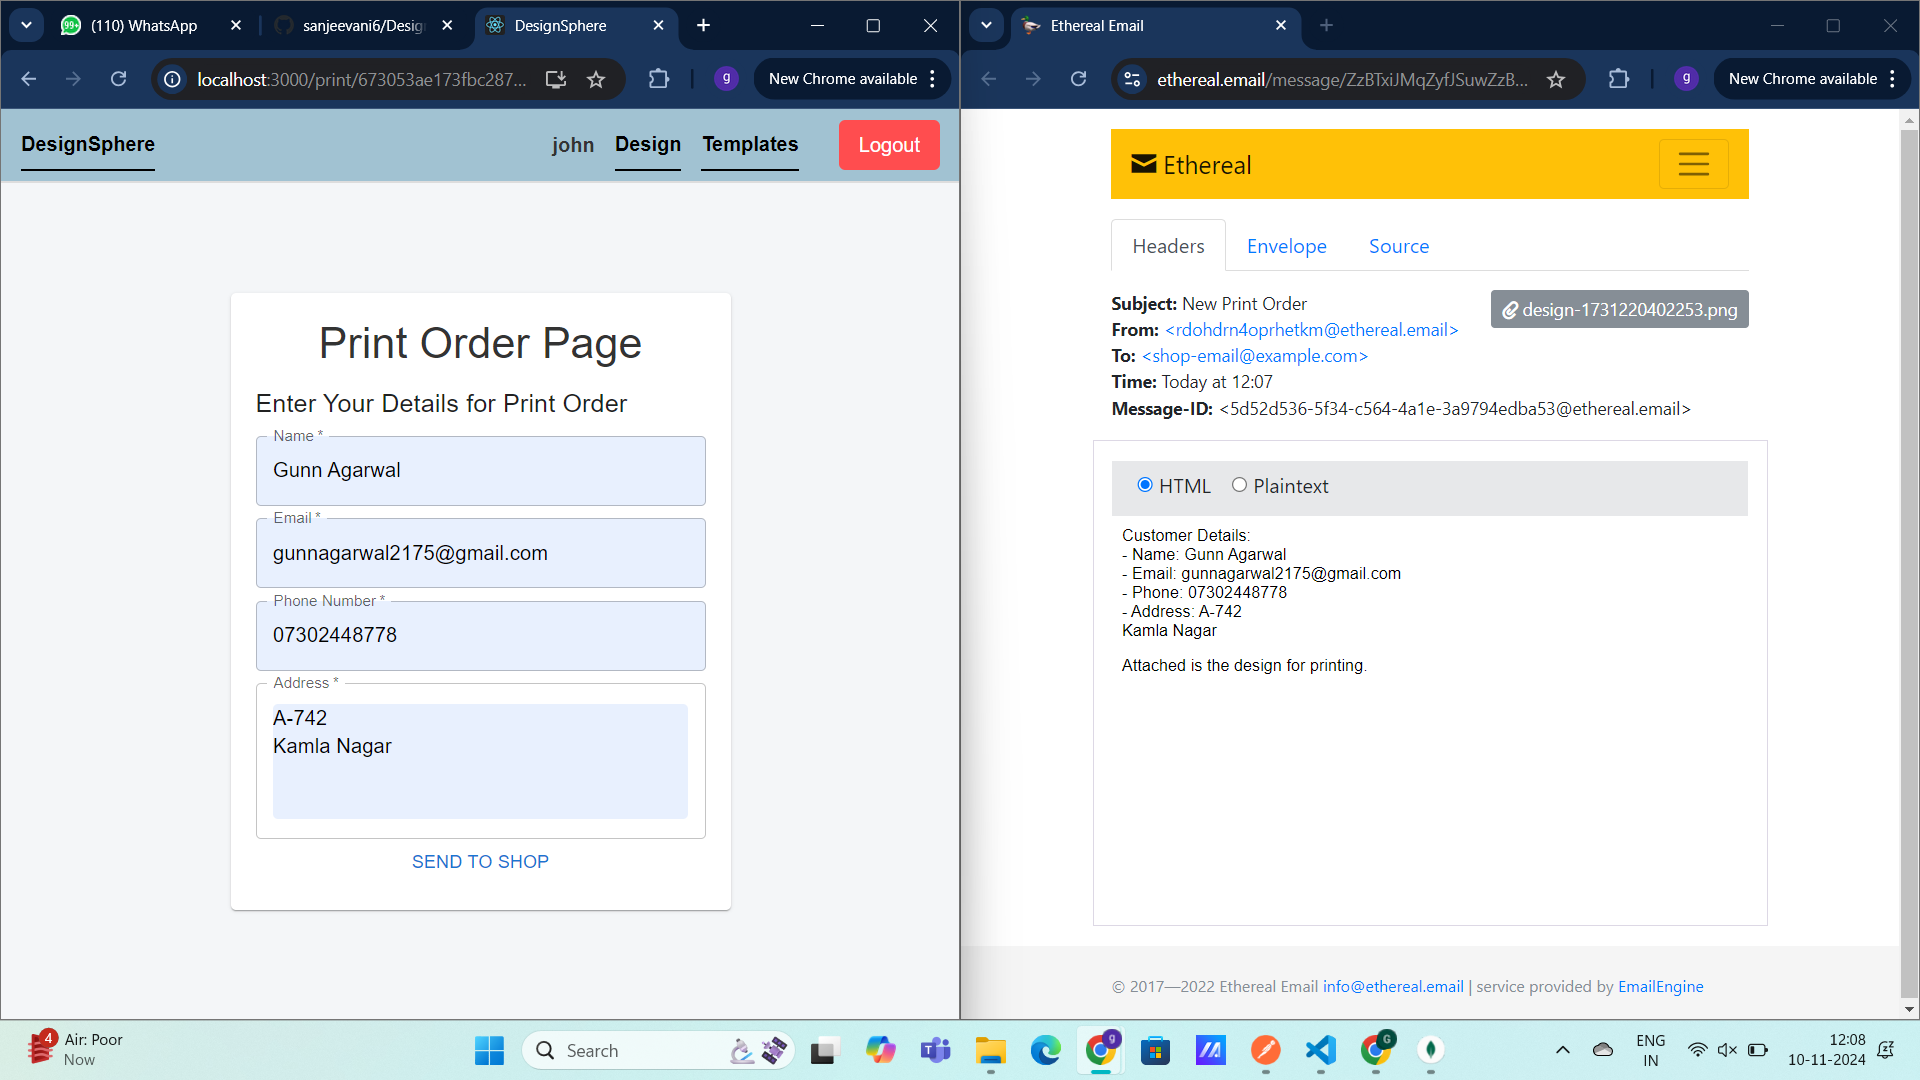 99+
(110) WhatsApp
sanjeevani6/Desig
DesignSphere
localhost:3000/print/673053ae173fbc287...
g
New Chrome available
DesignSphere
john
Design
Templates
Logout
Print Order Page
Enter Your Details for Print Order
Name *
Gunn Agarwal
Email *
gunnagarwal2175@gmail.com
Phone Number *
07302448778
Address *
A-742
Kamla Nagar
SEND TO SHOP
Ethereal Email
ethereal.email/message/ZzBTxiJMqZyfJSuwZzB...
g
New Chrome available
Ethereal
Headers
Envelope
Source
Subject: New Print Order
design-1731220402253.png
From: <rdohdrn4oprhetkm@ethereal.email>
To: <shop-email@example.com>
Time: Today at 12:07
Message-ID: <5d52d536-5f34-c564-4a1e-3a9794edba53@ethereal.email>
HTML
Plaintext
Customer Details:
- Name: Gunn Agarwal
- Email: gunnagarwal2175@gmail.com
- Phone: 07302448778
- Address: A-742
Kamla Nagar
Attached is the design for printing.
© 2017—2022 Ethereal Email info@ethereal.email | service provided by EmailEngine
4
Air: Poor
Now
Search
g
G
ENG
IN
12:08
10-11-2024